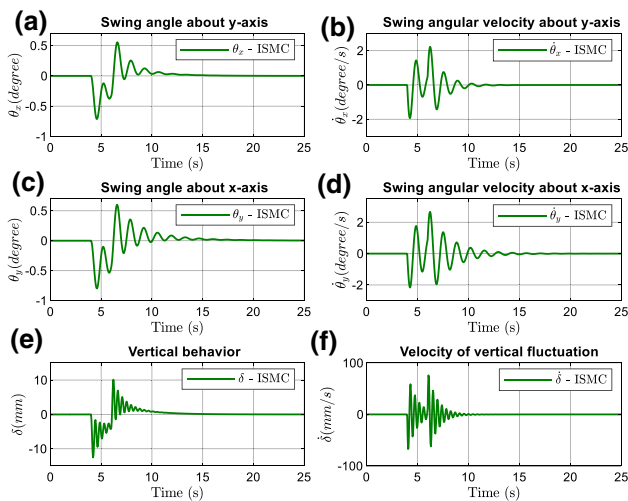 (a)
Swing angle about y-axis
θx - ISMC
0.5
0
-0.5
-1
θx(degree)
0 5 10 15 20 25
Time (s)
(b)
Swing angular velocity about y-axis
θ̇x - ISMC
2
0
-2
θ̇x(degree/s)
0 5 10 15 20 25
Time (s)
(c)
Swing angle about x-axis
θy - ISMC
0.5
0
-0.5
-1
θy(degree)
0 5 10 15 20 25
Time (s)
(d)
Swing angular velocity about x-axis
θ̇y - ISMC
2
0
-2
θ̇y(degree/s)
0 5 10 15 20 25
Time (s)
(e)
Vertical behavior
δ - ISMC
10
0
-10
δ(mm)
0 5 10 15 20 25
Time (s)
(f)
Velocity of vertical fluctuation
δ̇ - ISMC
100
0
-100
δ̇(mm/s)
0 5 10 15 20 25
Time (s)